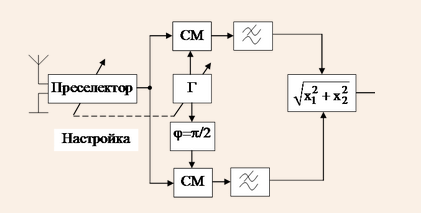 СМ
Преселектор
Г
√x₁² + x₂²
Настройка
φ=π/2
СМ